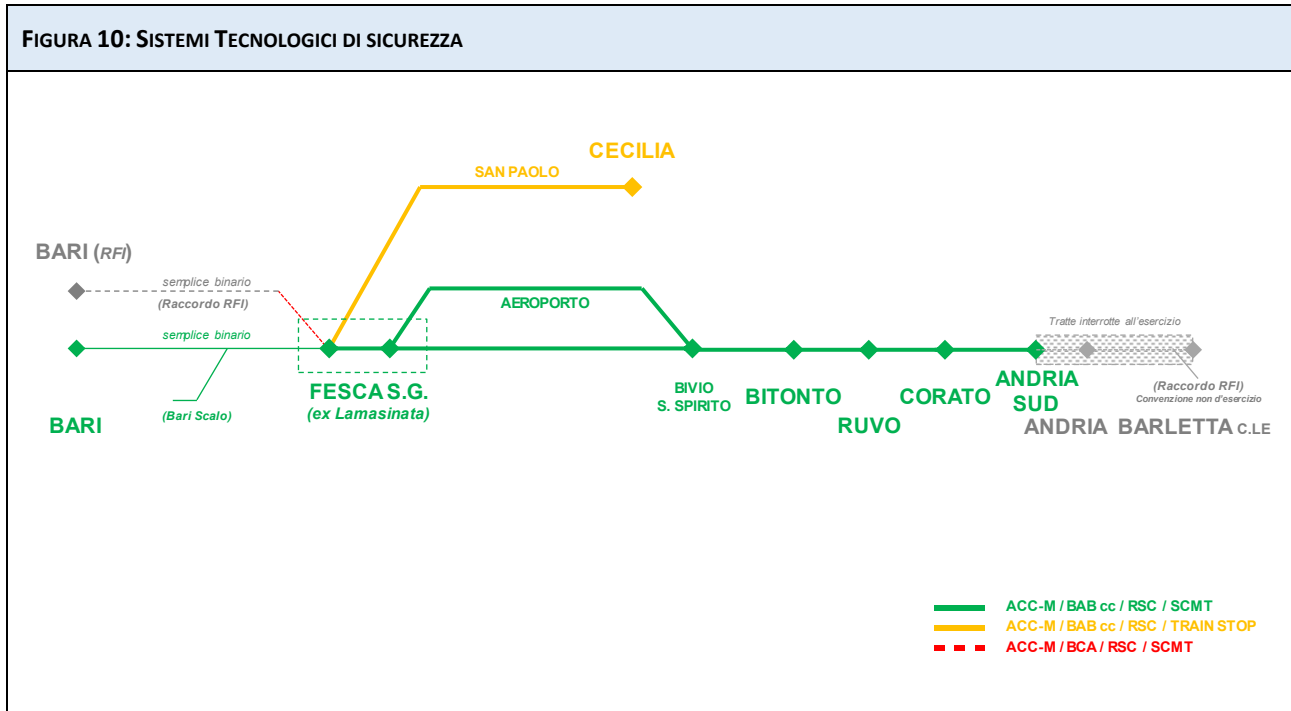 FIGURA 10: SISTEMI TECNOLOGICI DI SICUREZZA
CECILIA
SAN PAOLO
BARI (RFI)
semplice binario
(Raccordo RFI)
AEROPORTO
semplice binario
Tratte interrotte all'esercizio
(Bari Scalo)
BARI
FESCA S.G.
(ex Lamasinata)
BIVIO
S. SPIRITO
BITONTO
RUVO
CORATO
ANDRIA
SUD
(Raccordo RFI)
Convenzione non d'esercizio
ANDRIA
BARLETTA C.LE
ACC-M / BAB cc / RSC / SCMT
ACC-M / BAB cc / RSC / TRAIN STOP
ACC-M / BCA / RSC / SCMT